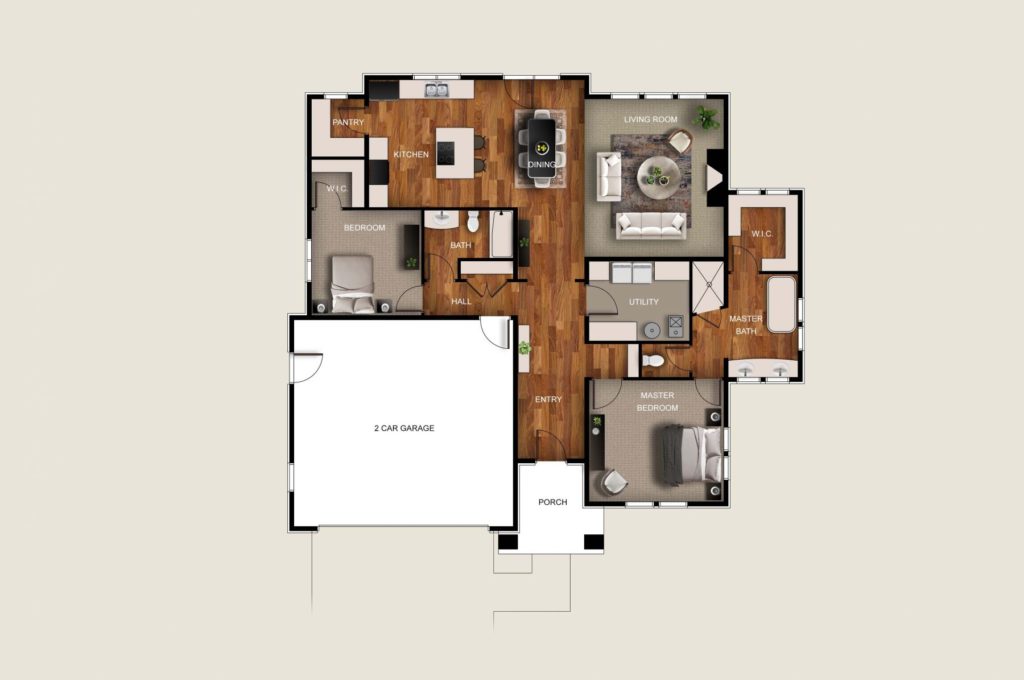 PANTRY
LIVING ROOM
KITCHEN
DINING
W.I.C.
BEDROOM
W.I.C.
BATH
HALL
UTILITY
MASTER
BATH
ENTRY
MASTER
BEDROOM
2 CAR GARAGE
PORCH